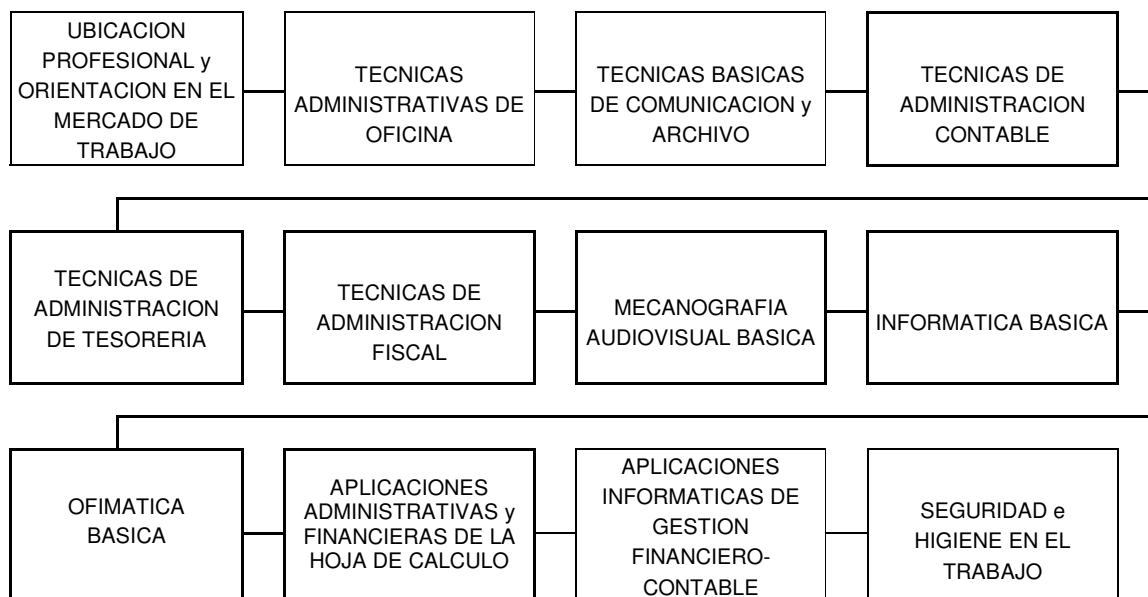 UBICACION
PROFESIONAL y
ORIENTACION EN EL
MERCADO DE
TRABAJO
TECNICAS
ADMINISTRATIVAS DE
OFICINA
TECNICAS BASICAS
DE COMUNICACION y
ARCHIVO
TECNICAS DE
ADMINISTRACION
CONTABLE
TECNICAS DE
ADMINISTRACION
DE TESORERIA
TECNICAS DE
ADMINISTRACION
FISCAL
MECANOGRAFIA
AUDIOVISUAL BASICA
INFORMATICA BASICA
OFIMATICA
BASICA
APLICACIONES
ADMINISTRATIVAS y
FINANCIERAS DE LA
HOJA DE CALCULO
APLICACIONES
INFORMATICAS DE
GESTION
FINANCIERO-
CONTABLE
SEGURIDAD e
HIGIENE EN EL
TRABAJO